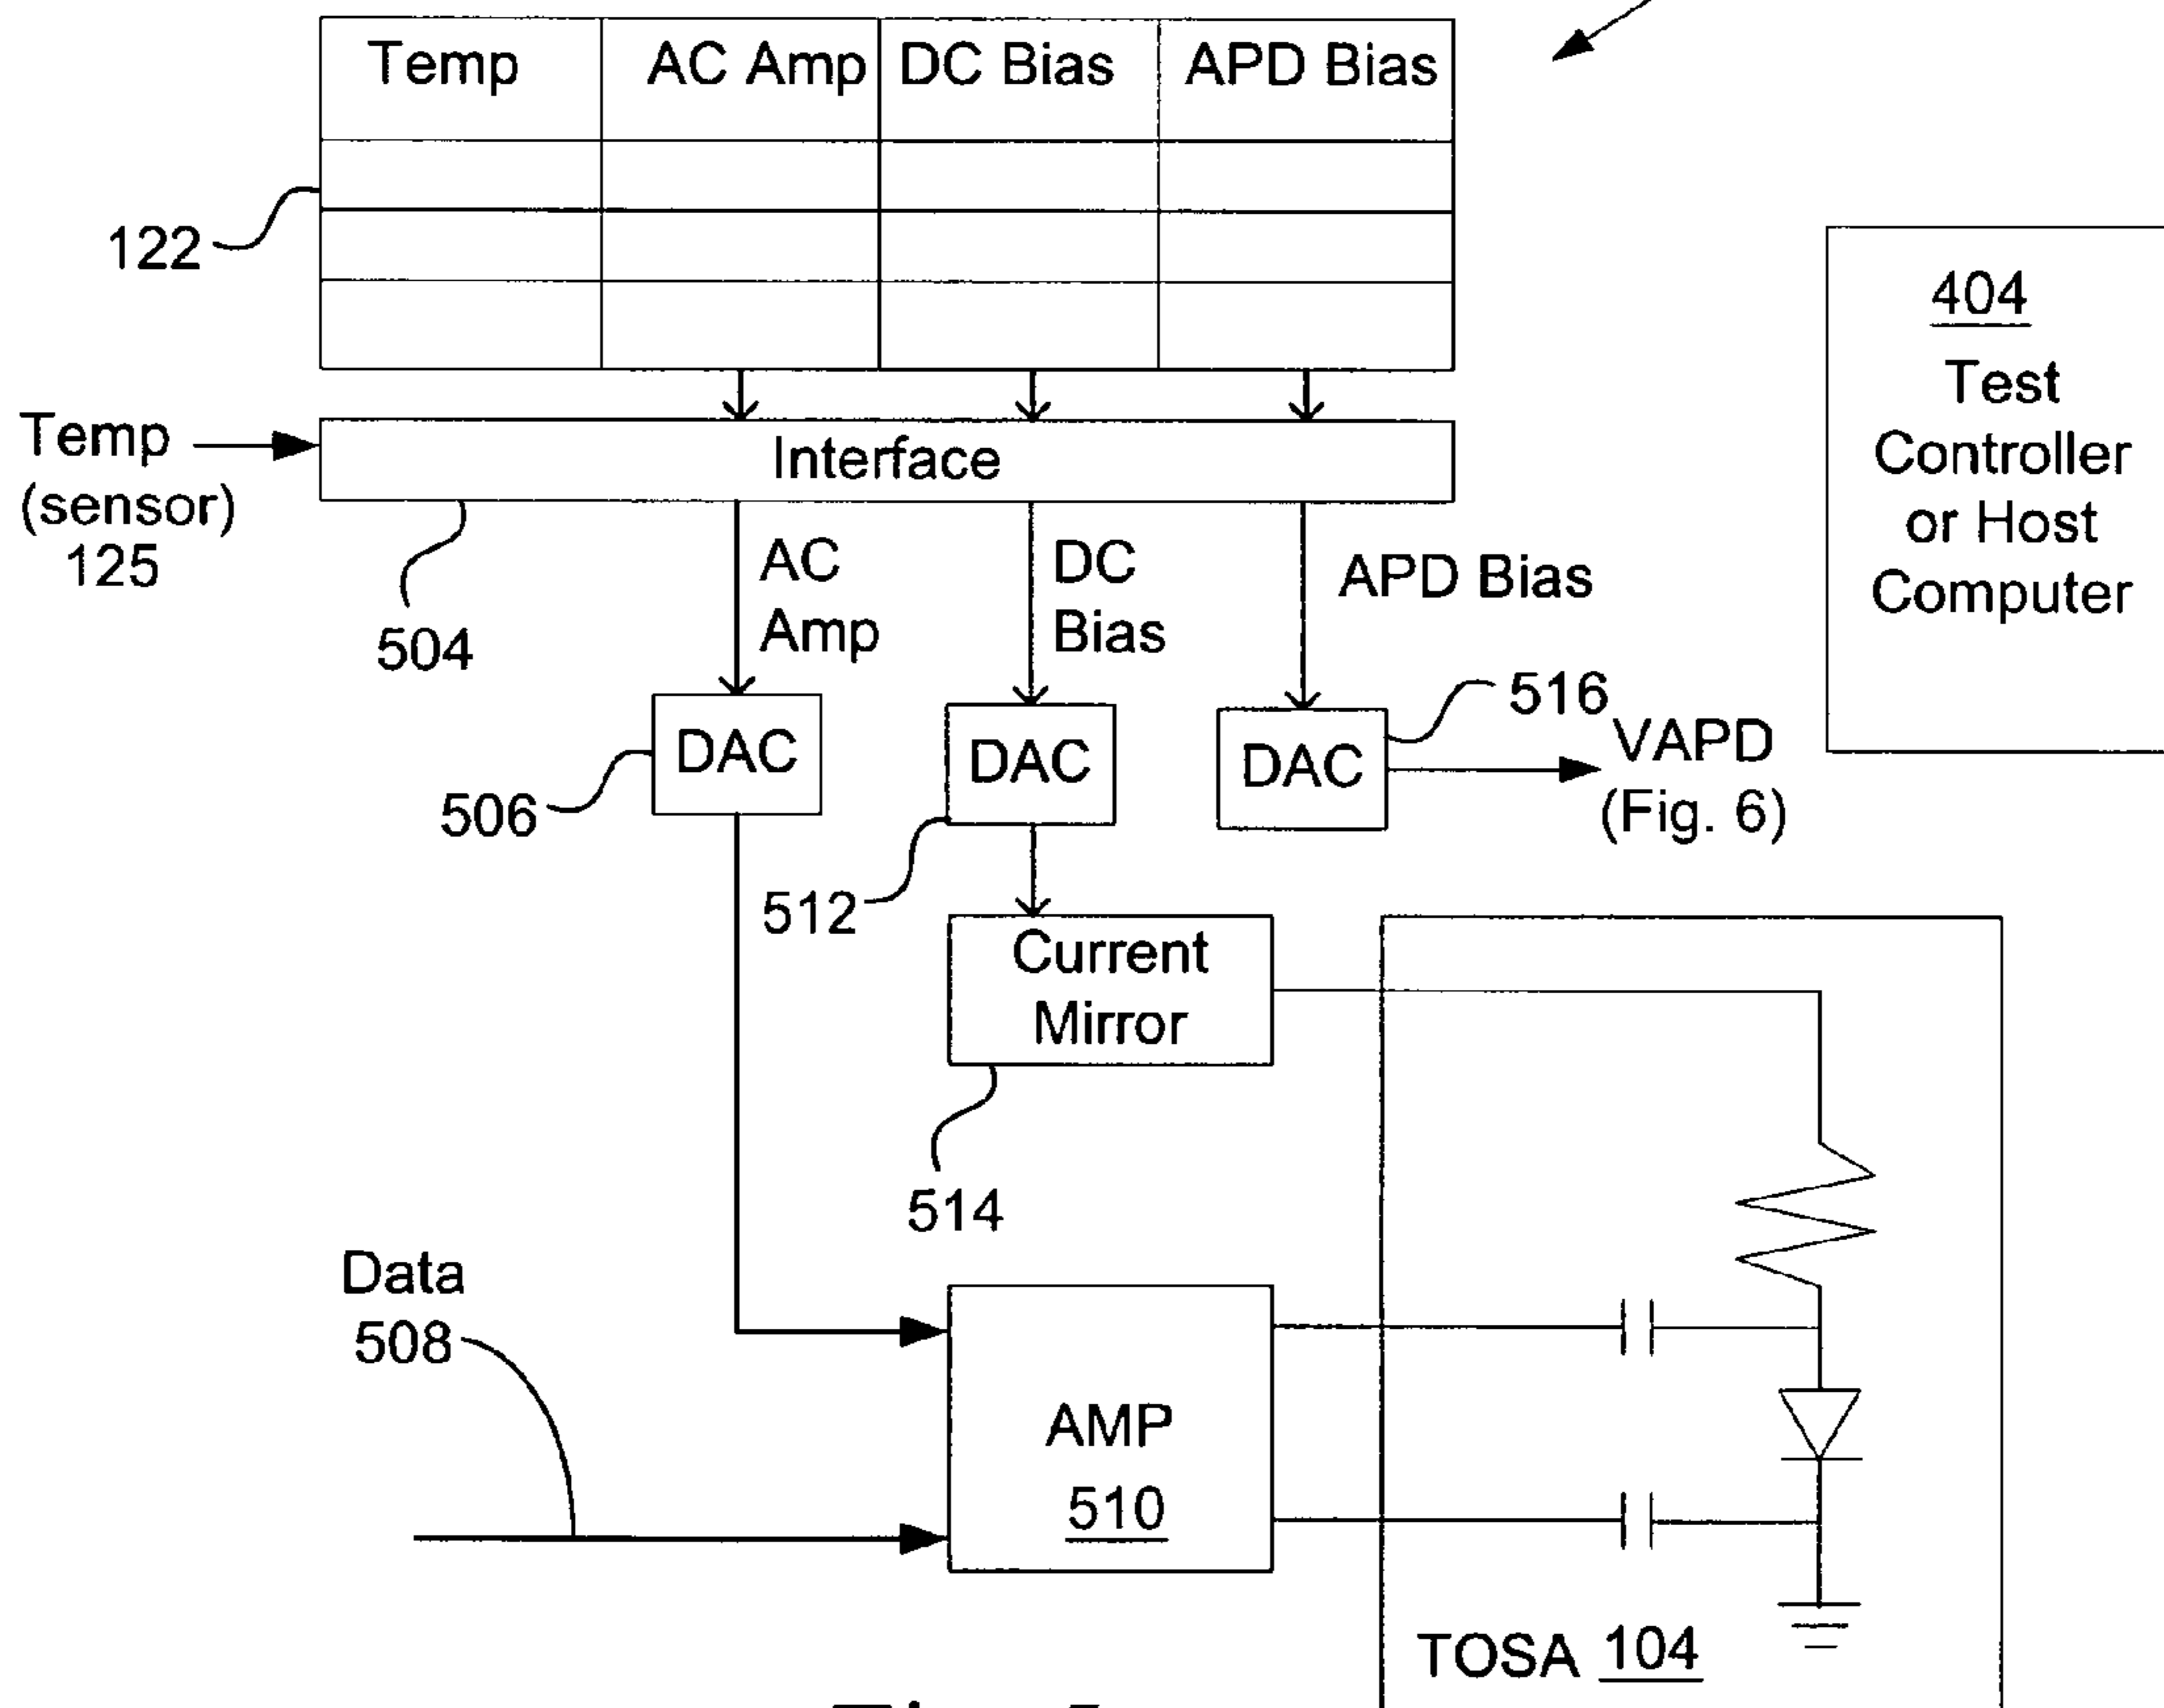 Temp AC Amp DC Bias APD Bias
122
404
Test
Controller
or Host
Computer
Temp
(sensor)
125
Interface
504
AC
Amp
DC
Bias
APD Bias
516
DAC
DAC
DAC
VAPD
(Fig. 6)
506
512
Current
Mirror
514
Data
508
AMP
510
TOSA 104